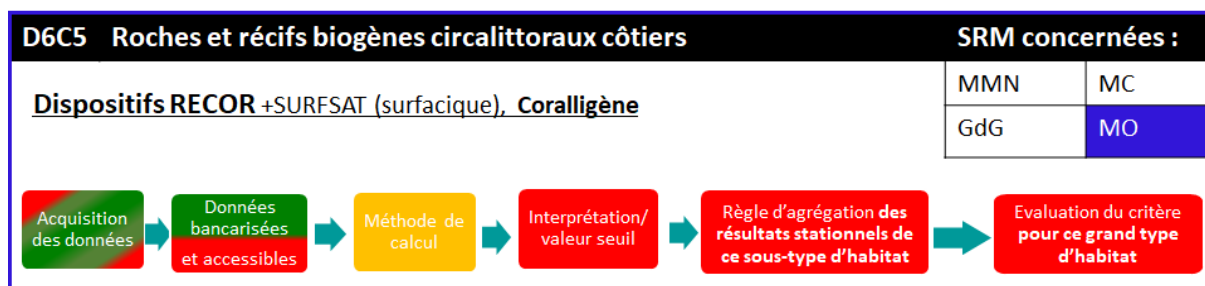 D6C5 Roches et récifs biogènes circalittoraux côtiers
SRM concernées :
MMN MC
GdG MO
Dispositifs RECOR +SURFSAT (surfacique), Coralligène
Acquisition
des données
Données
bancarisées
et accessibles
Méthode de
calcul
Interprétation/
valeur seuil
Règle d'agrégation des
résultats stationnels de
ce sous-type d'habitat
Evaluation du critère
pour ce grand type
d'habitat